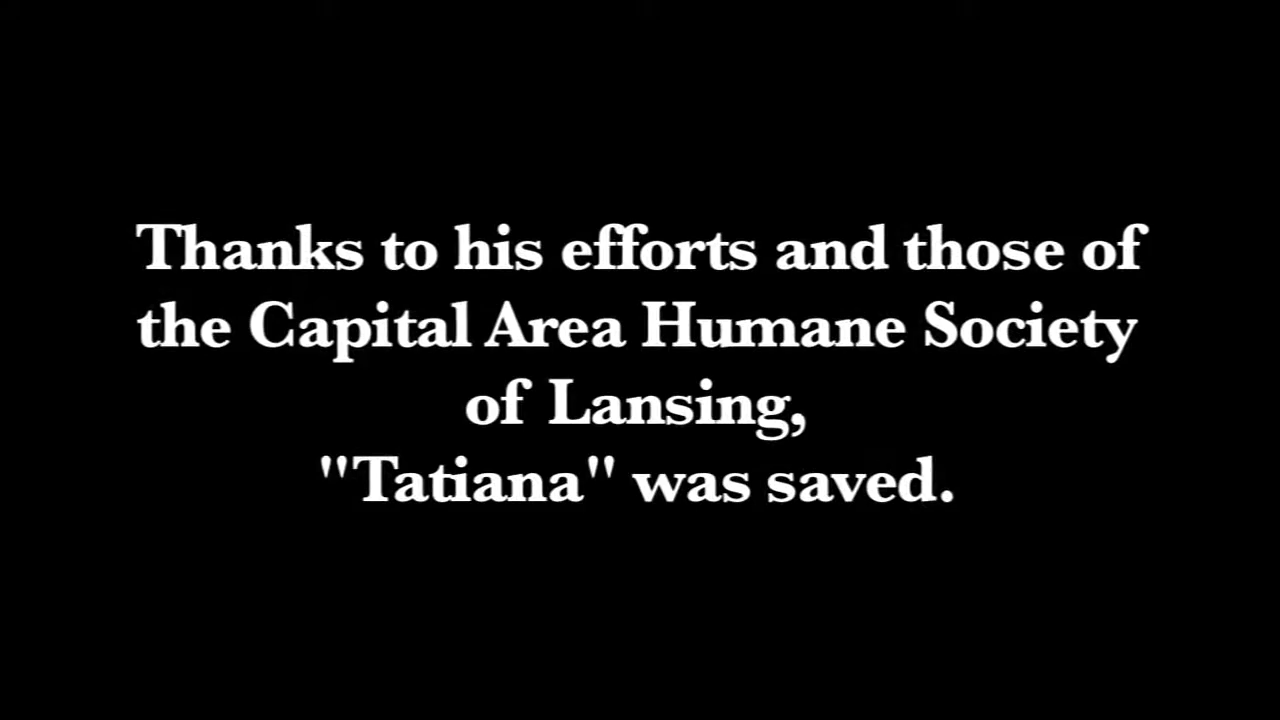 Thanks to his efforts and those of
the Capital Area Humane Society
of Lansing,
"Tatiana" was saved.